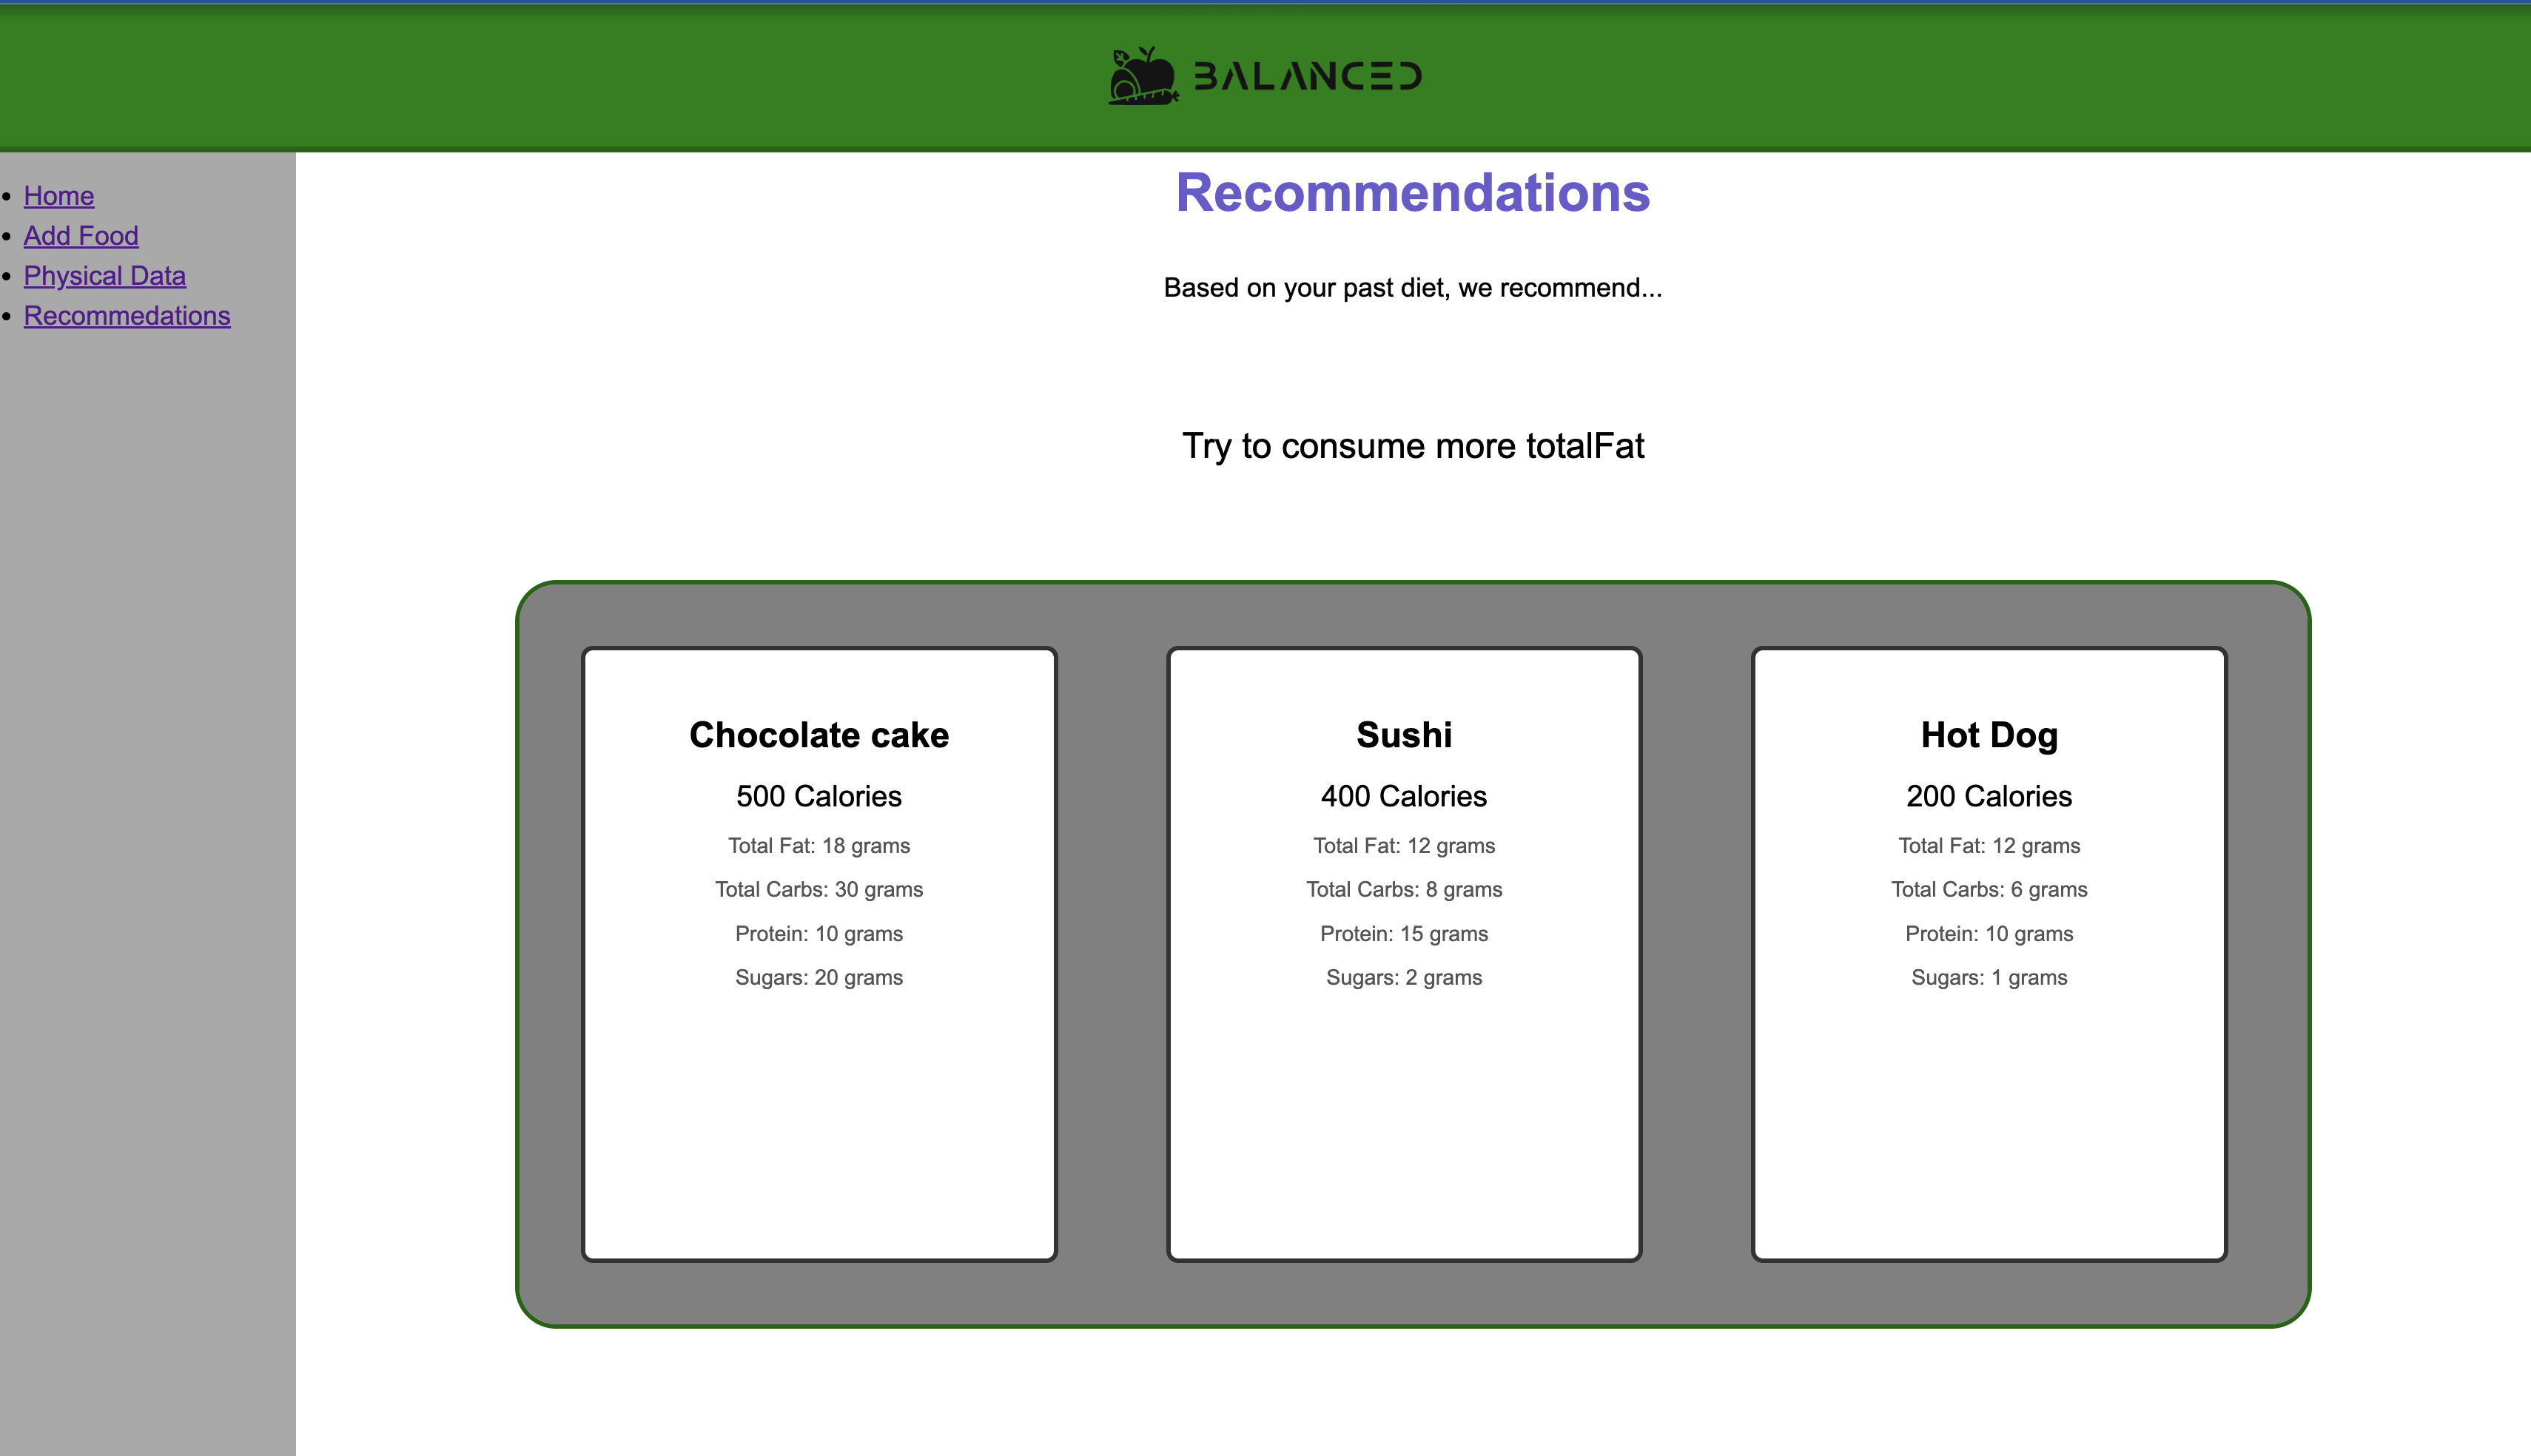 BALANCED
Home
Add Food
Physical Data
Recommedations
Recommendations
Based on your past diet, we recommend...
Try to consume more totalFat
Chocolate cake
500 Calories
Total Fat: 18 grams
Total Carbs: 30 grams
Protein: 10 grams
Sugars: 20 grams
Sushi
400 Calories
Total Fat: 12 grams
Total Carbs: 8 grams
Protein: 15 grams
Sugars: 2 grams
Hot Dog
200 Calories
Total Fat: 12 grams
Total Carbs: 6 grams
Protein: 10 grams
Sugars: 1 grams